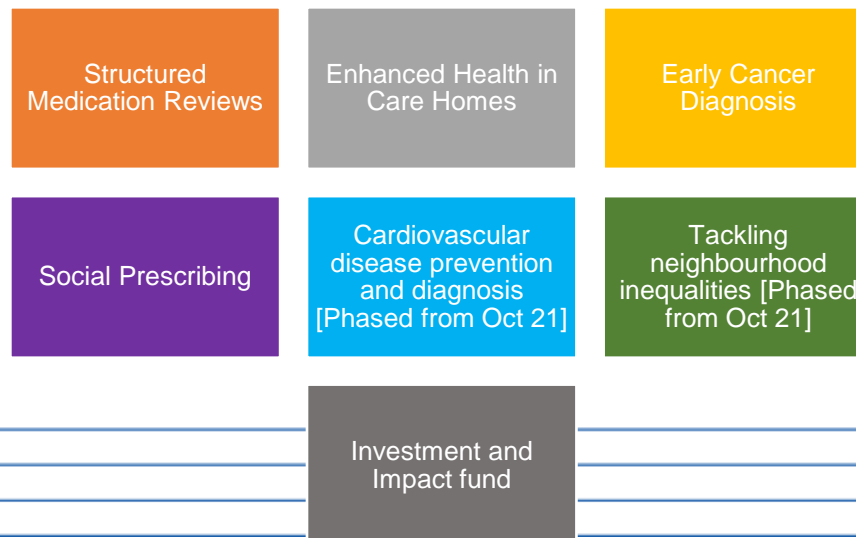 Structured
Medication Reviews
Enhanced Health in
Care Homes
Early Cancer
Diagnosis
Social Prescribing
Cardiovascular
disease prevention
and diagnosis
[Phased from Oct 21]
Tackling
neighbourhood
inequalities [Phased
from Oct 21]
Investment and
Impact fund